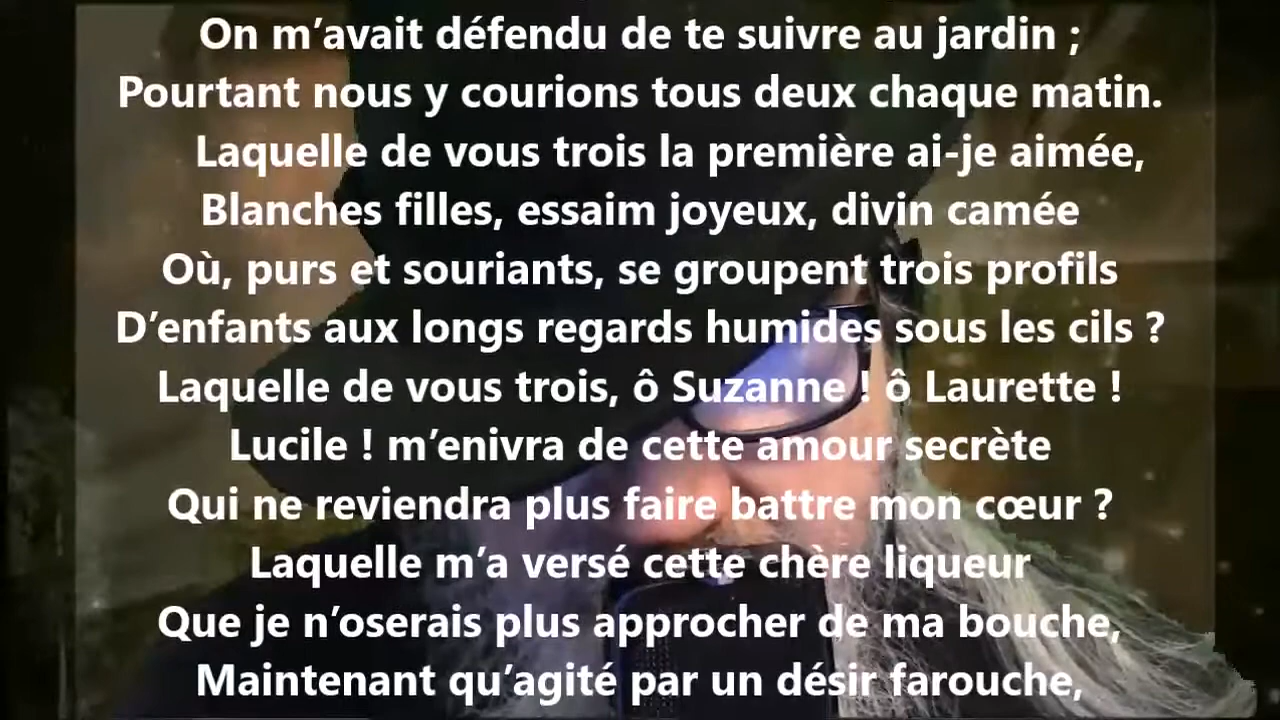 On m’avait défendu de te suivre au jardin ;
Pourtant nous y courions tous deux chaque matin.
Laquelle de vous trois la première ai-je aimée,
Blanches filles, essaim joyeux, divin camée
Où, purs et souriants, se groupent trois profils
D’enfants aux longs regards humides sous les cils ?
Laquelle de vous trois, ô Suzanne ! ô Laurette !
Lucile ! m’enivra de cette amour secrète
Qui ne reviendra plus faire battre mon cœur ?
Laquelle m’a versé cette chère liqueur
Que je n’oserais plus approcher de ma bouche,
Maintenant qu’agité par un désir farouche,